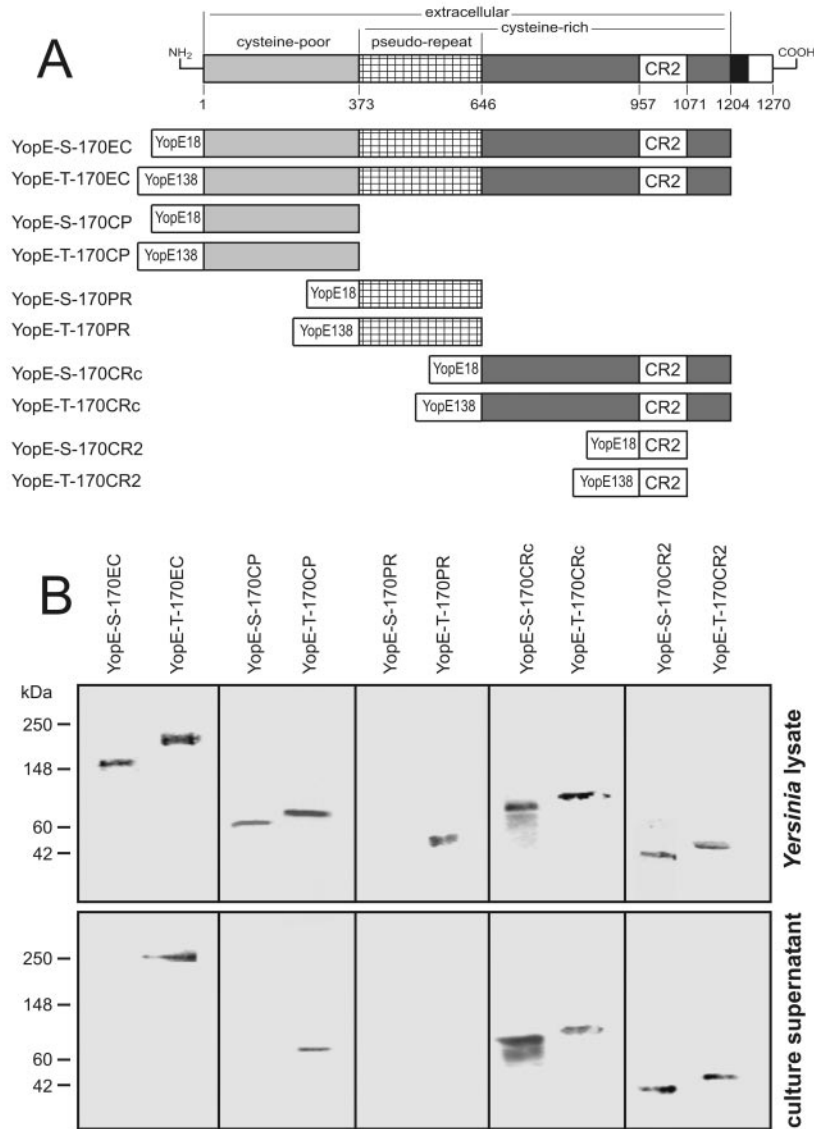 extracellular
cysteine-rich
cysteine-poor
pseudo-repeat
A
NH2
CR2
COOH
1 373 646 957 1071 1204 1270
YopE-S-170EC YopE18 CR2
YopE-T-170EC YopE138 CR2
YopE-S-170CP YopE18
YopE-T-170CP YopE138
YopE-S-170PR YopE18
YopE-T-170PR YopE138
YopE-S-170CRc YopE18 CR2
YopE-T-170CRc YopE138 CR2
YopE-S-170CR2 YopE18 CR2
YopE-T-170CR2 YopE138 CR2
B
YopE-S-170EC
YopE-T-170EC
YopE-S-170CP
YopE-T-170CP
YopE-S-170PR
YopE-T-170PR
YopE-S-170CRc
YopE-T-170CRc
YopE-S-170CR2
YopE-T-170CR2
kDa
250
148
60
42
Yersinia lysate
250
148
60
42
culture supernatant